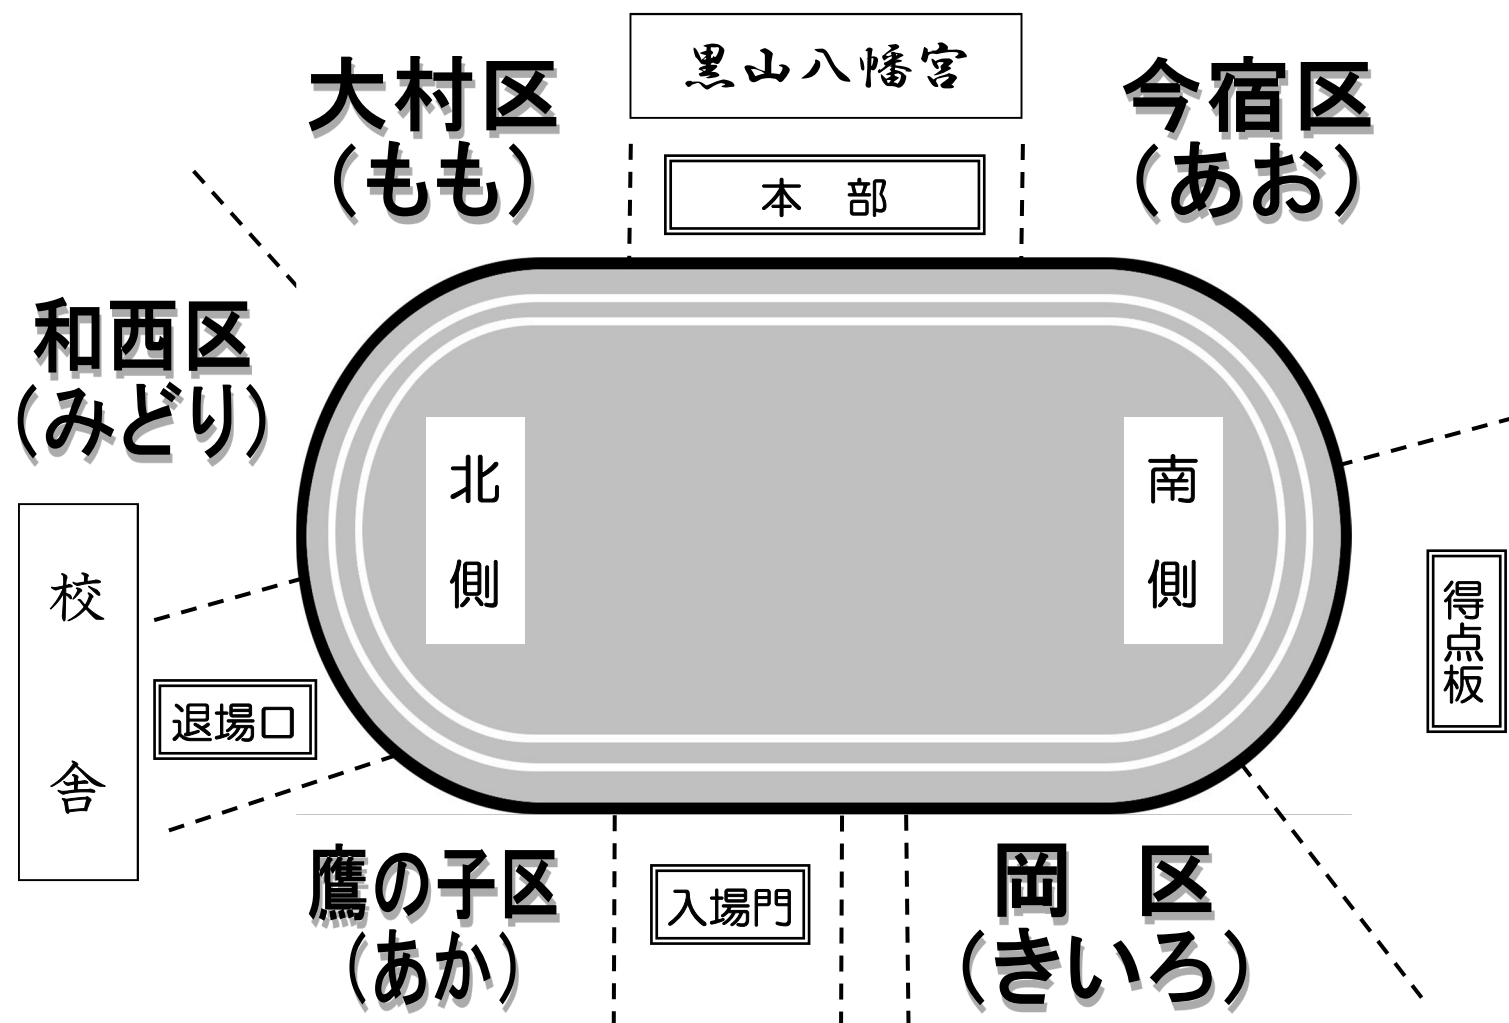 黒山八幡宮
大村区
（もも）
今宿区
（あお）
本　部
和西区
（みどり）
北側
南側
校舎
得点板
退場口
鷹の子区
（あか）
入場門
岡　区
（きいろ）